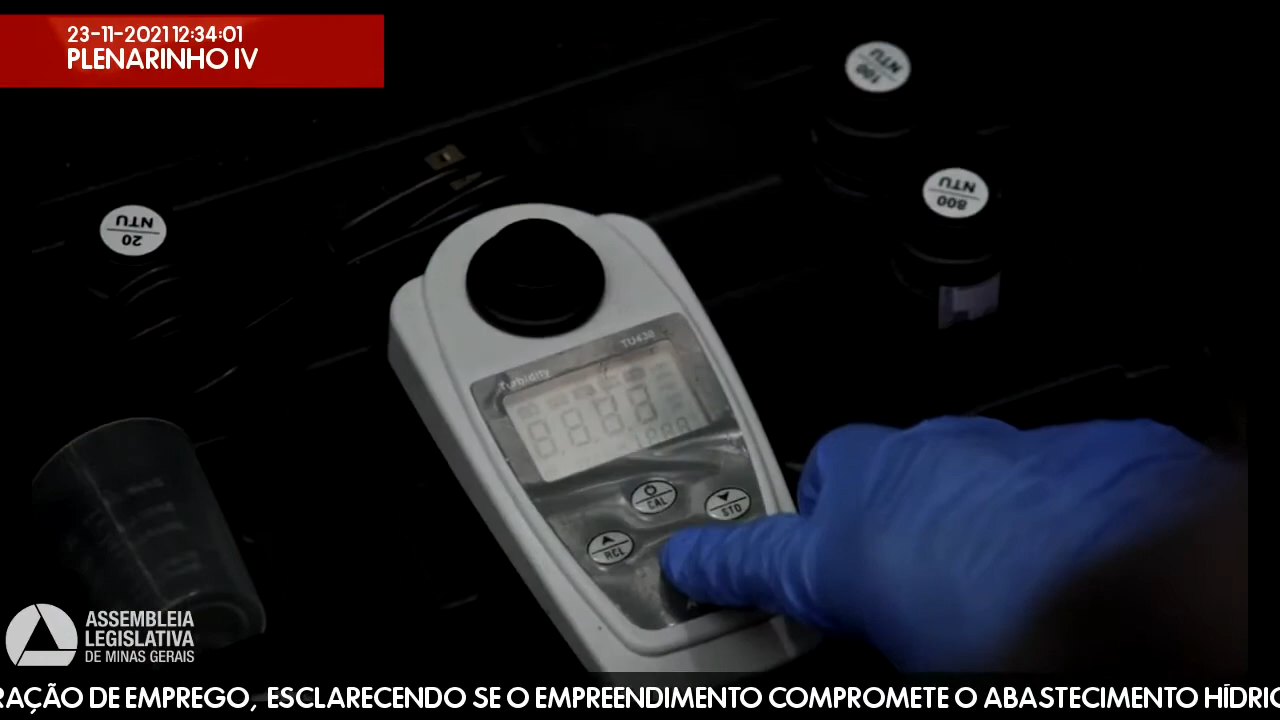 23-11-2021 12:34:01
PLENARINHO IV
100
NTU
800
NTU
20
NTU
TU430
Turbidity
8.8.8.8
-1888
CAL
STO
RCL
ASSEMBLEIA
LEGISLATIVA
DE MINAS GERAIS
RAÇÃO DE EMPREGO, ESCLARECENDO SE O EMPREENDIMENTO COMPROMETE O ABASTECIMENTO HÍDRIC